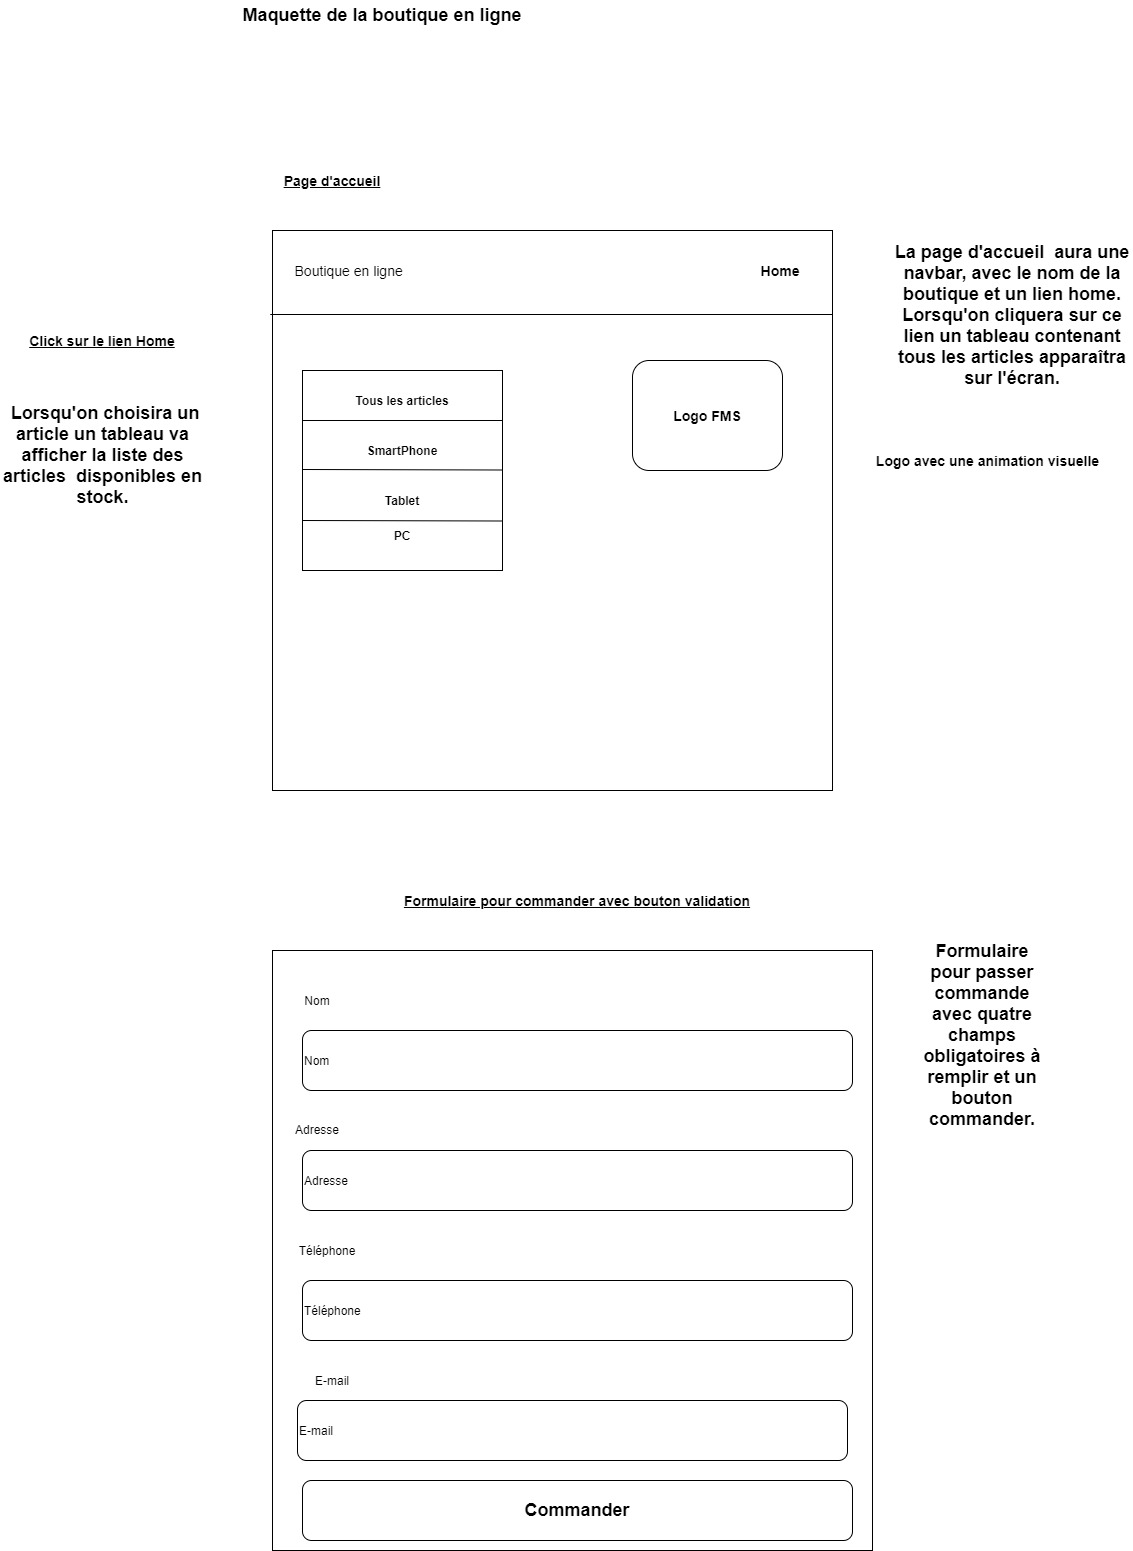 Maquette de la boutique en ligne
Page d'accueil
Boutique en ligne
Home
La page d'accueil  aura une
navbar, avec le nom de la
boutique et un lien home.
Lorsqu'on cliquera sur ce
lien un tableau contenant
tous les articles apparaîtra
sur l'écran.
Click sur le lien Home
Lorsqu'on choisira un
article un tableau va
afficher la liste des
articles  disponibles en
stock.
Tous les articles
SmartPhone
Tablet
PC
Logo FMS
Logo avec une animation visuelle
Formulaire pour commander avec bouton validation
Formulaire
pour passer
commande
avec quatre
champs
obligatoires à
remplir et un
bouton
commander.
Nom
Nom
Adresse
Adresse
Téléphone
Téléphone
E-mail
E-mail
Commander